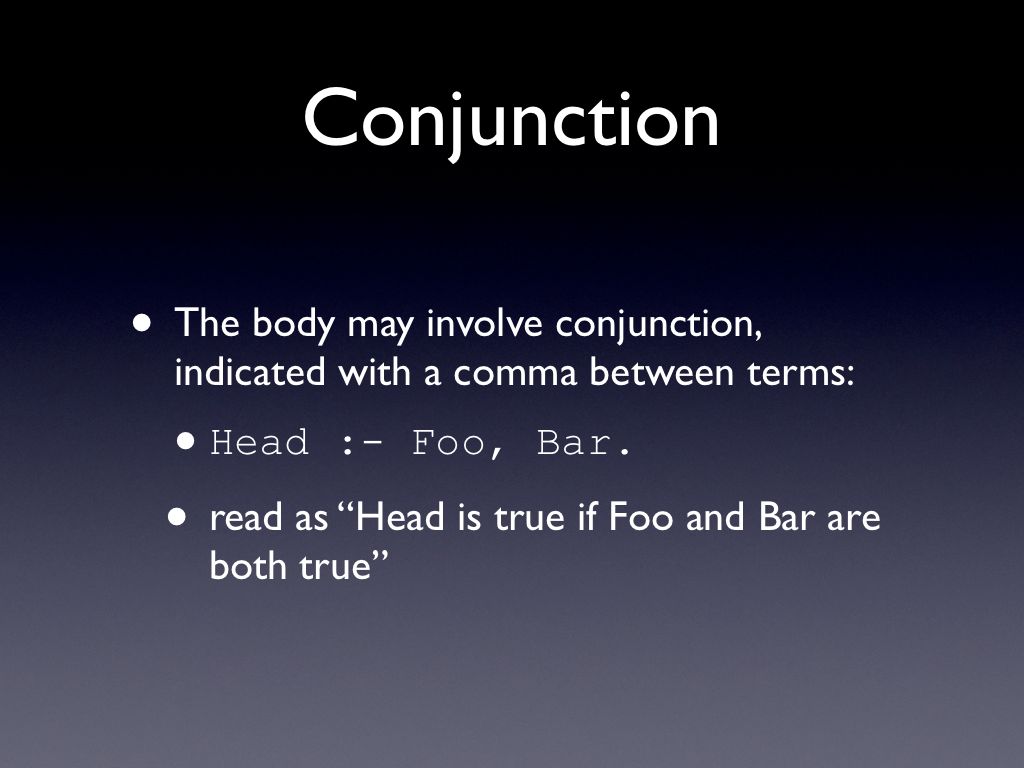 Conjunction
• The body may involve conjunction,
indicated with a comma between terms:
• Head :- Foo, Bar.
• read as “Head is true if Foo and Bar are
both true”